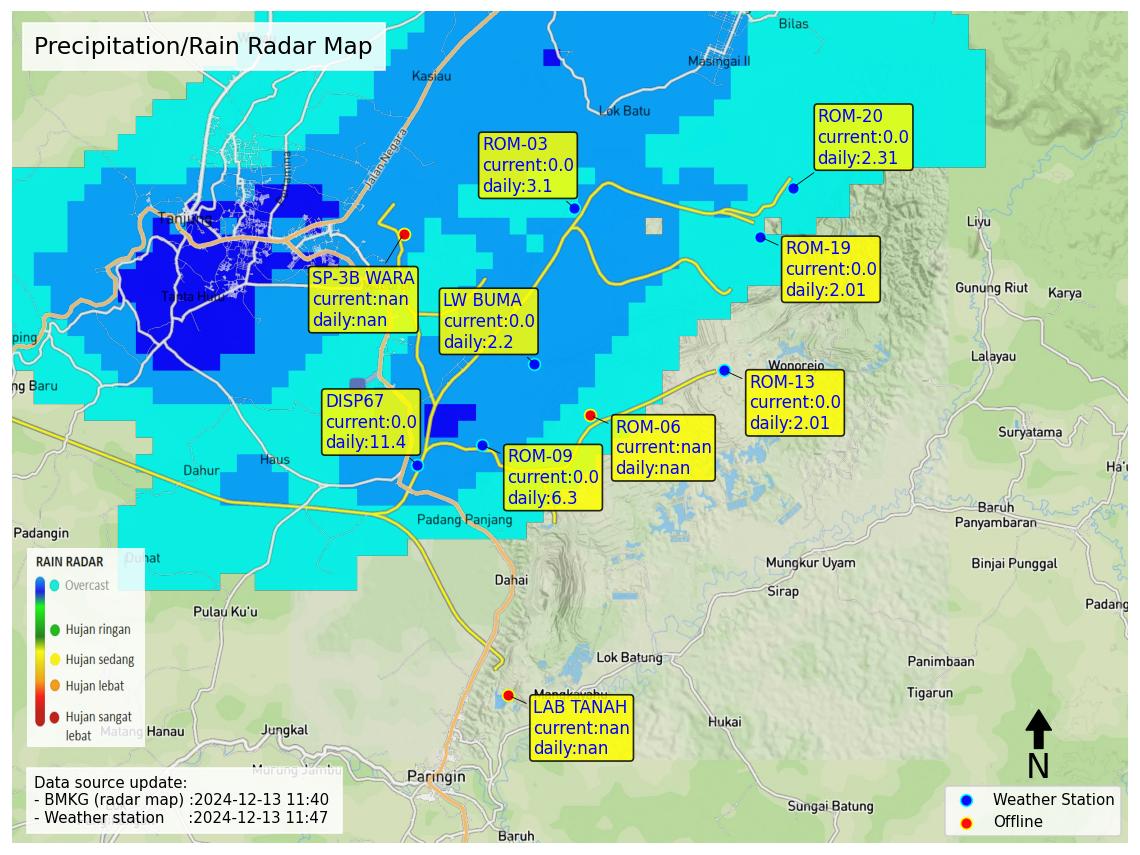 Precipitation/Rain Radar Map
Bilas
Masingai II
Kasiau
Lok Batu
Jalan Negara
ROM-20
current:0.0
daily:2.31
ROM-03
current:0.0
daily:3.1
Tanjung
Liyu
ROM-19
current:0.0
daily:2.01
SP-3B WARA
current:nan
daily:nan
LW BUMA
current:0.0
daily:2.2
Gunung Riut
Karya
ping
Lalayau
Wonorejo
ng Baru
ROM-13
current:0.0
daily:2.01
DISP67
current:0.0
daily:11.4
ROM-06
current:nan
daily:nan
Suryatama
Haus
Dahur
ROM-09
current:0.0
daily:6.3
Ha'u
Baruh
Panyambaran
Padang Panjang
Padangin
RAIN RADAR
Overcast
Hujan ringan
Hujan sedang
Hujan lebat
Hujan sangat
lebat
Mungkur Uyam
Binjai Punggal
Dahai
Sirap
Padang
Pulau Ku'u
Lok Batung
Panimbaan
Tigarun
LAB TANAH
current:nan
daily:nan
Hukai
Jungkal
Manau
Murung Jambu
Paringin
Sungai Batung
Baruh
Data source update:
- BMKG (radar map) :2024-12-13 11:40
- Weather station :2024-12-13 11:47
N
Weather Station
Offline